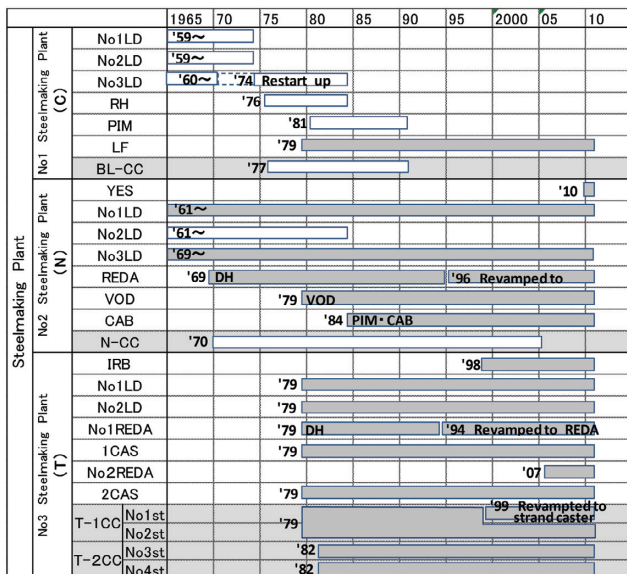 1965 70 75 80 85 90 95 2000 05 10
Steelmaking Plant
No1 Steelmaking Plant
(C)
No1LD '59～
No2LD '59～
No3LD '60～ '74 Restart up
RH '76
PIM '81
LF '79
BL-CC '77
No2 Steelmaking Plant
(N)
YES '10
No1LD '61～
No2LD '61～
No3LD '69～
REDA '69 DH '96 Revamped to
VOD '79 VOD
CAB '84 PIM・CAB
N-CC '70
No3 Steelmaking Plant
(T)
IRB '98
No1LD '79
No2LD '79
No1REDA '79 DH '94 Revamped to REDA
1CAS '79
No2REDA '07
2CAS '79
T-1CC No1st '79 '99 Revampted to
No2st strand caster
T-2CC No3st '82
No4st '82